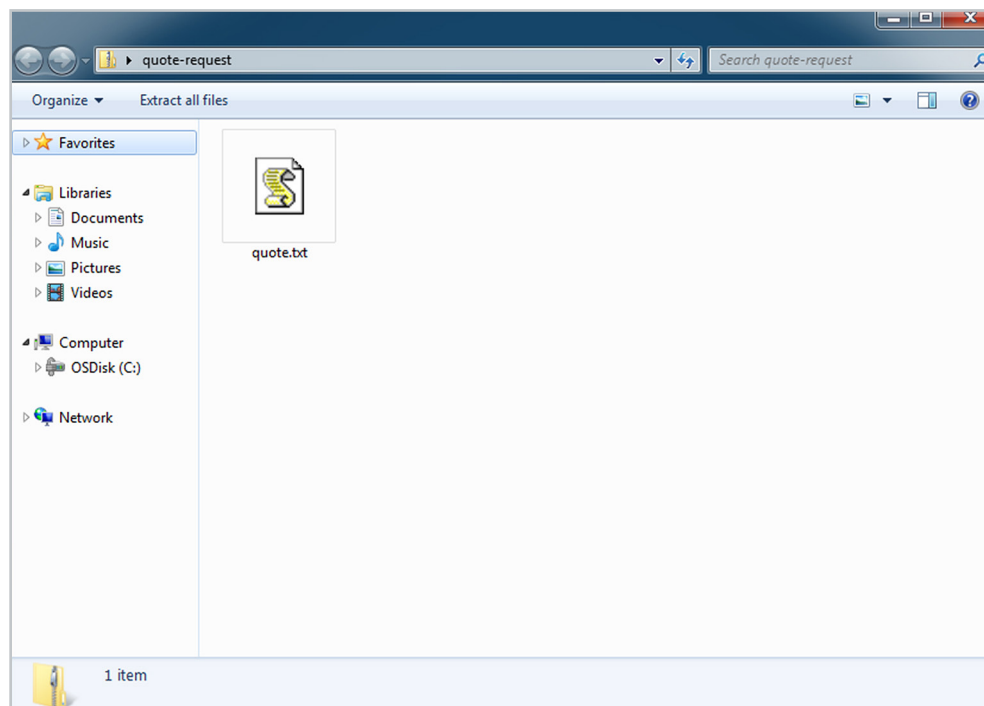 quote-request
Search quote-request
Organize
Extract all files
Favorites
Libraries
Documents
Music
Pictures
Videos
Computer
OSDisk (C:)
Network
quote.txt
1 item